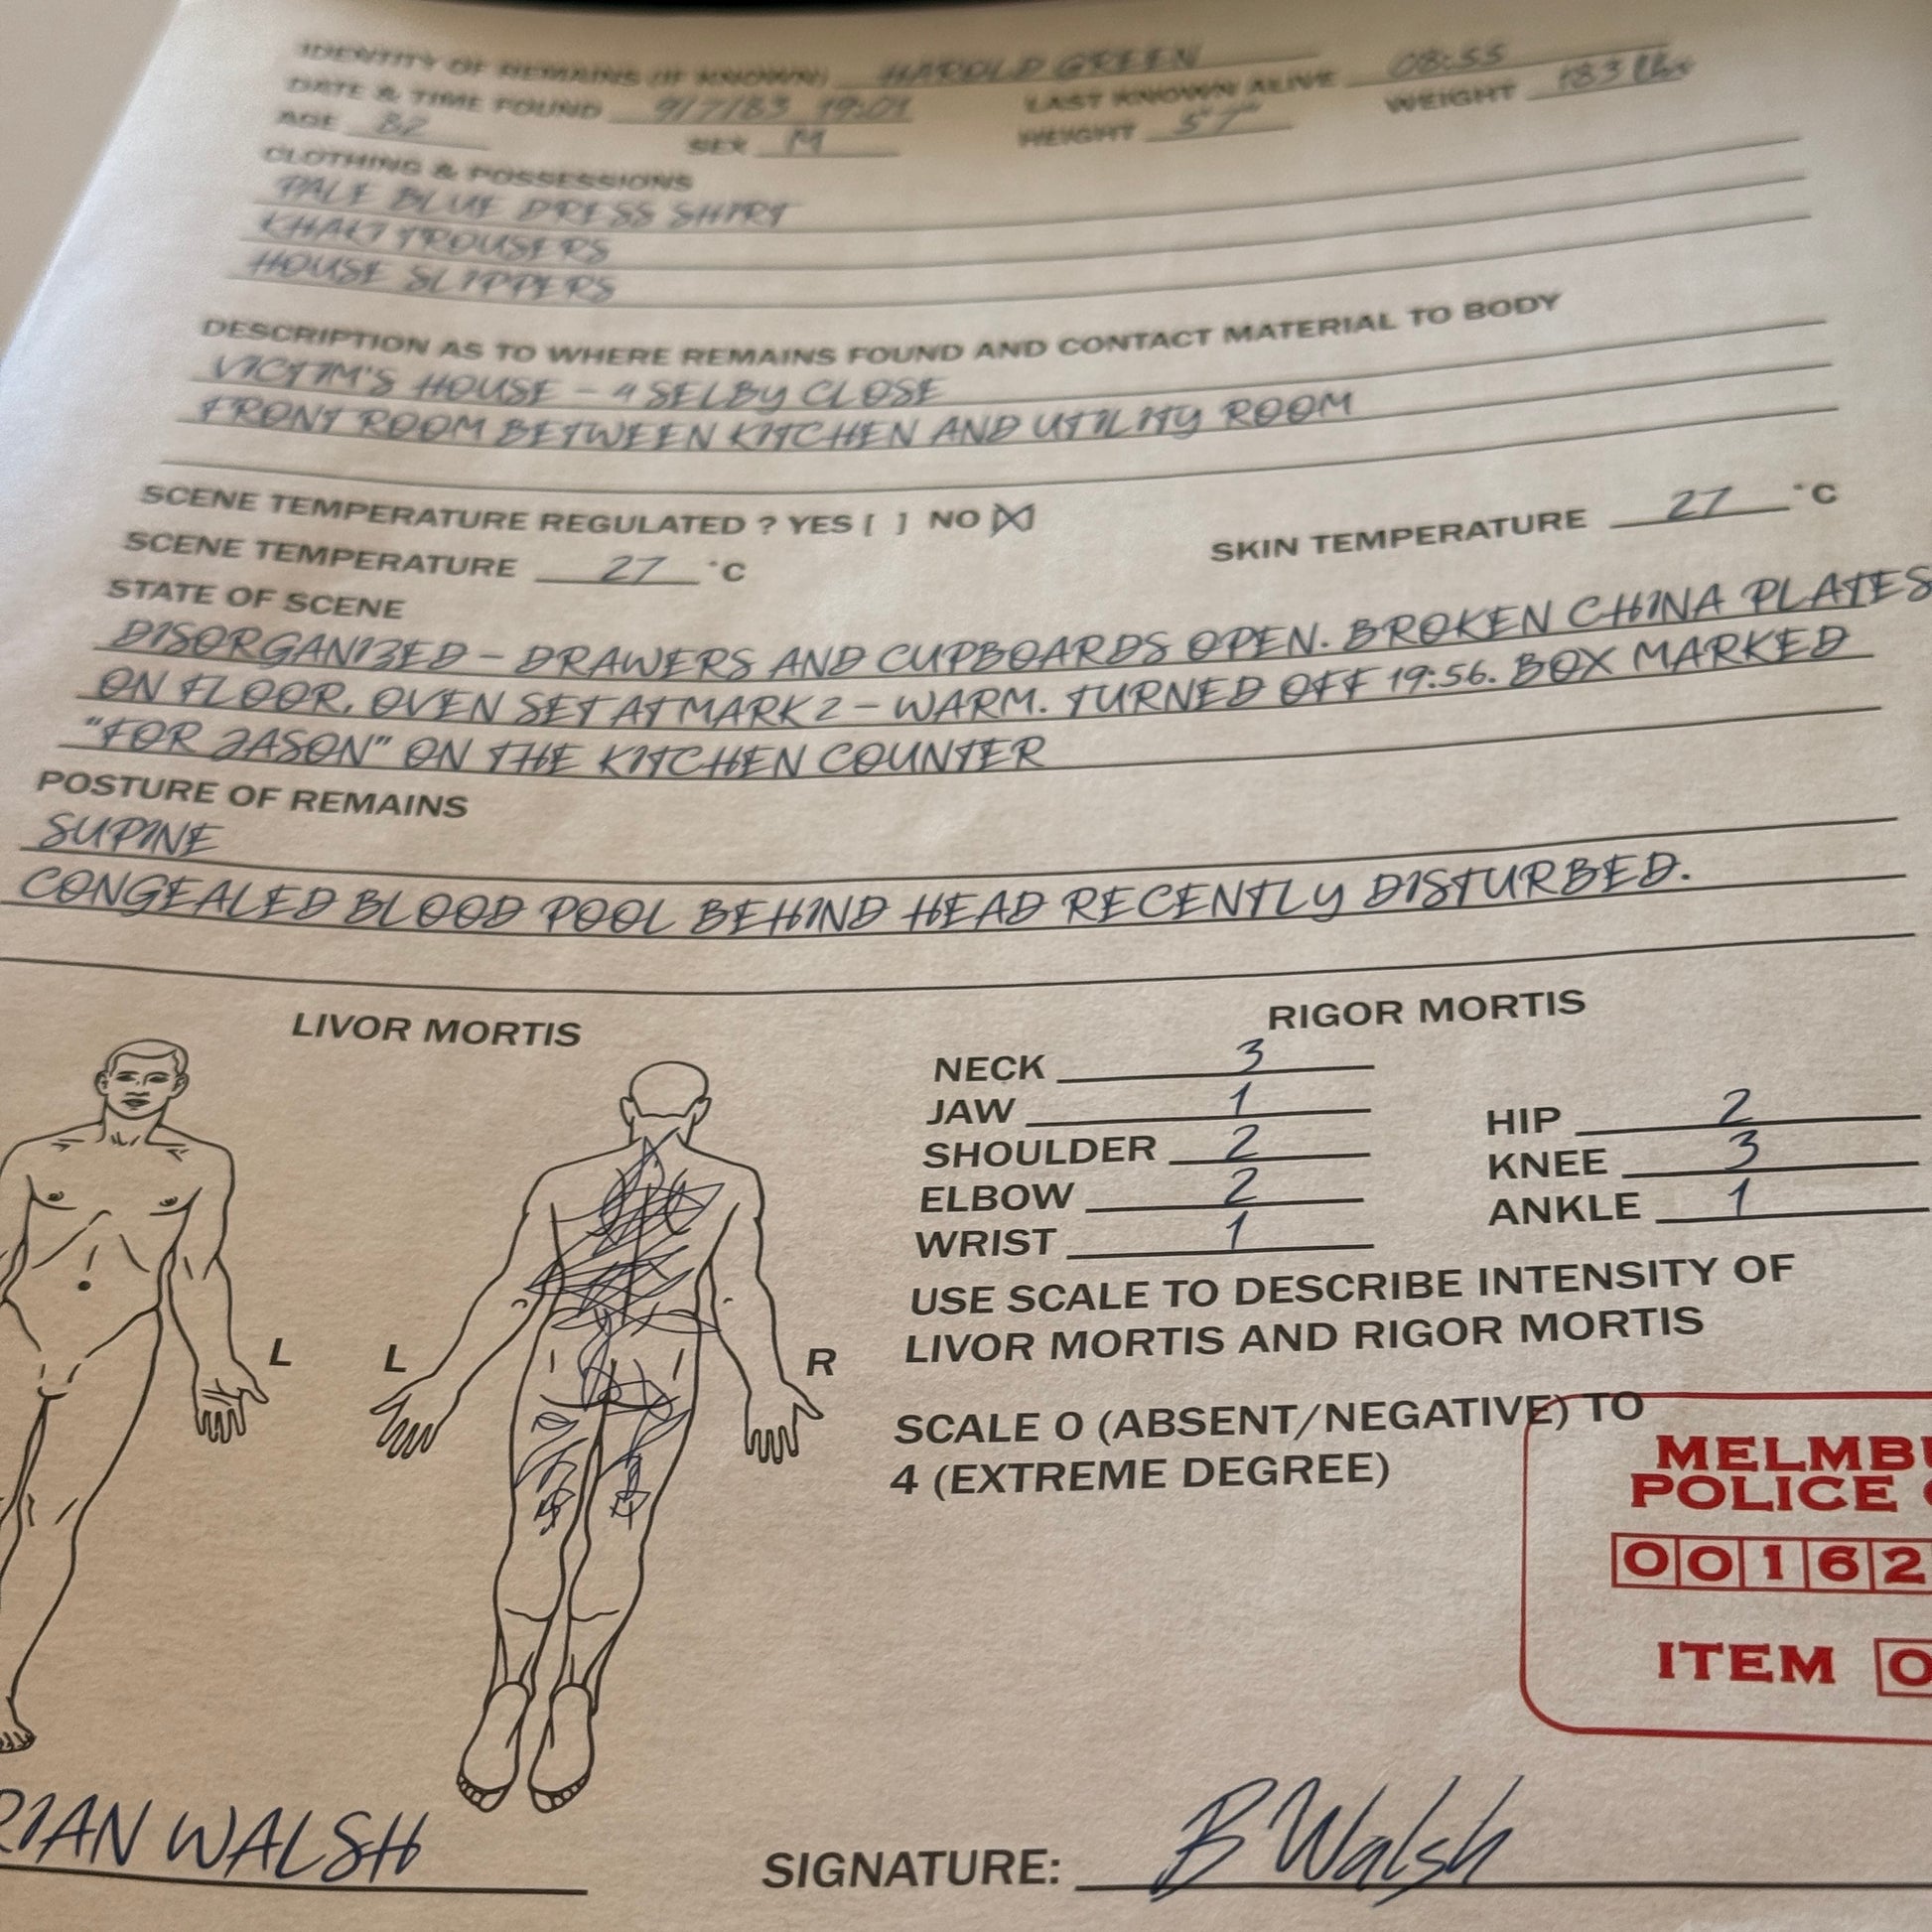 IDENTITY OF REMAINS (IF KNOWN) HAROLD GREEN
DATE & TIME FOUND 9/7/83 19:01 LAST KNOWN ALIVE 08:55
AGE 82 SEX M HEIGHT 5'7" WEIGHT 183 lbs
CLOTHING & POSSESSIONS
PALE BLUE DRESS SHIRT
KHAKI TROUSERS
HOUSE SLIPPERS
DESCRIPTION AS TO WHERE REMAINS FOUND AND CONTACT MATERIAL TO BODY
VICTIM'S HOUSE - 4 SELBY CLOSE
FRONT ROOM BETWEEN KITCHEN AND UTILITY ROOM
SCENE TEMPERATURE REGULATED ? YES [ ] NO [X]
SCENE TEMPERATURE 27 °C SKIN TEMPERATURE 27 °C
STATE OF SCENE
DISORGANIZED - DRAWERS AND CUPBOARDS OPEN. BROKEN CHINA PLATES
ON FLOOR. OVEN SET AT MARK 2 - WARM. TURNED OFF 19:56. BOX MARKED
"FOR JASON" ON THE KITCHEN COUNTER
POSTURE OF REMAINS
SUPINE
CONGEALED BLOOD POOL BEHIND HEAD RECENTLY DISTURBED.
LIVOR MORTIS
L
L
R
RIGOR MORTIS
NECK 3
JAW 1 HIP 2
SHOULDER 2 KNEE 3
ELBOW 2 ANKLE 1
WRIST 1
USE SCALE TO DESCRIBE INTENSITY OF
LIVOR MORTIS AND RIGOR MORTIS
SCALE 0 (ABSENT/NEGATIVE) TO
4 (EXTREME DEGREE)
MELMBU
POLICE
00162
ITEM 0
RIAN WALSH
SIGNATURE: B Walsh